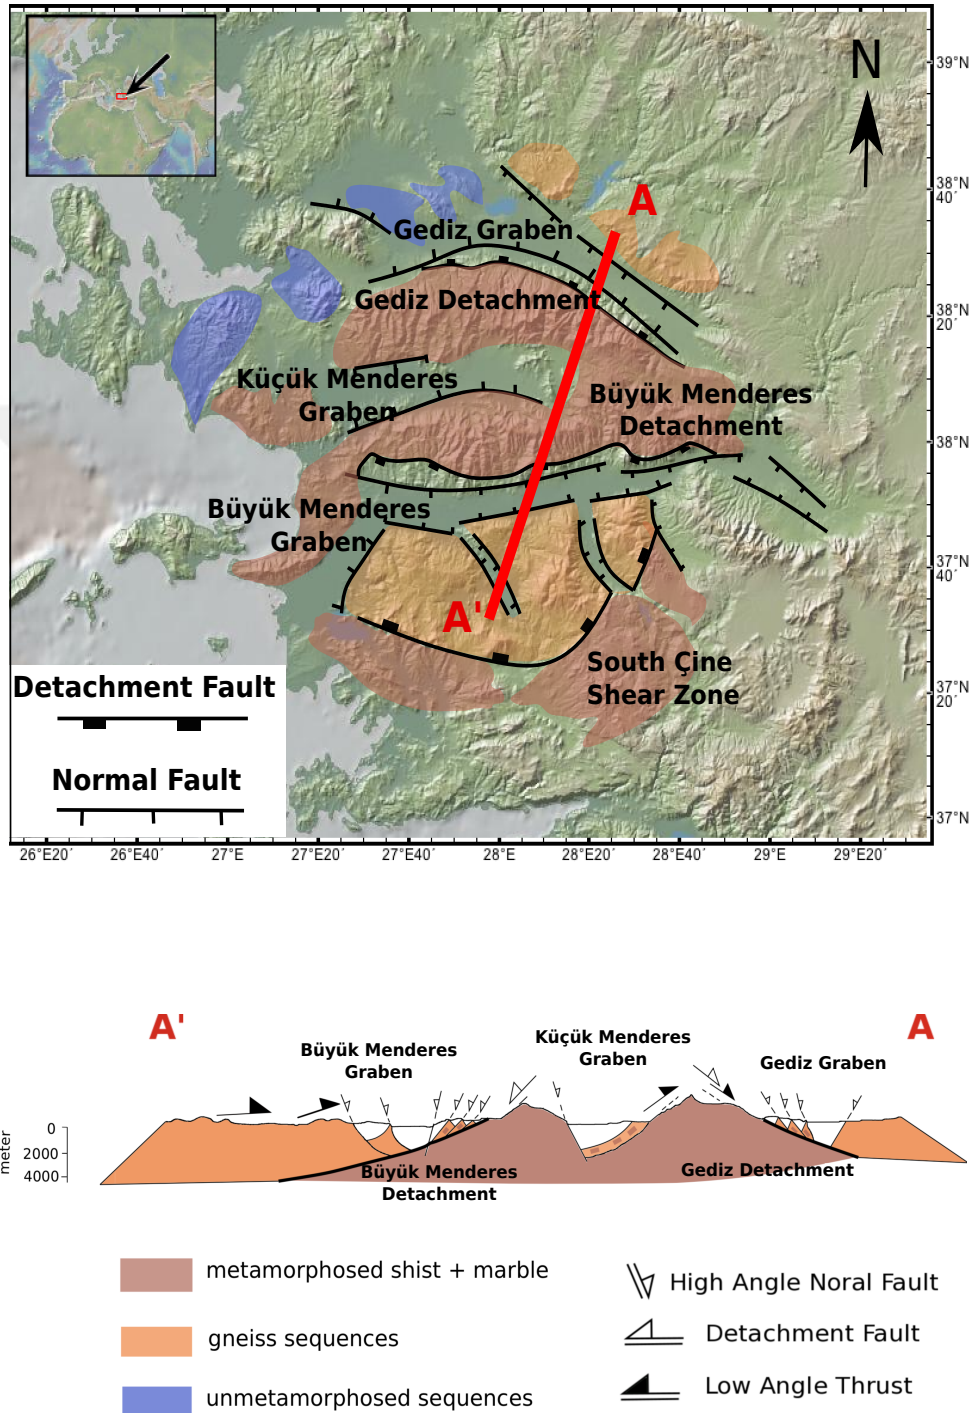 N
39°N
38°N
40′
A
Gediz Graben
Gediz Detachment
38°N
20′
Küçük Menderes
Graben
Büyük Menderes
Detachment
38°N
Büyük Menderes
Graben
37°N
40′
A'
South Çine
Shear Zone
37°N
20′
Detachment Fault
Normal Fault
37°N
26°E20′
26°E40′
27°E
27°E20′
27°E40′
28°E
28°E20′
28°E40′
29°E
29°E20′
A'
A
Büyük Menderes
Graben
Küçük Menderes
Graben
Gediz Graben
meter
0
2000
4000
Büyük Menderes
Detachment
Gediz Detachment
metamorphosed shist + marble
gneiss sequences
unmetamorphosed sequences
High Angle Noral Fault
Detachment Fault
Low Angle Thrust